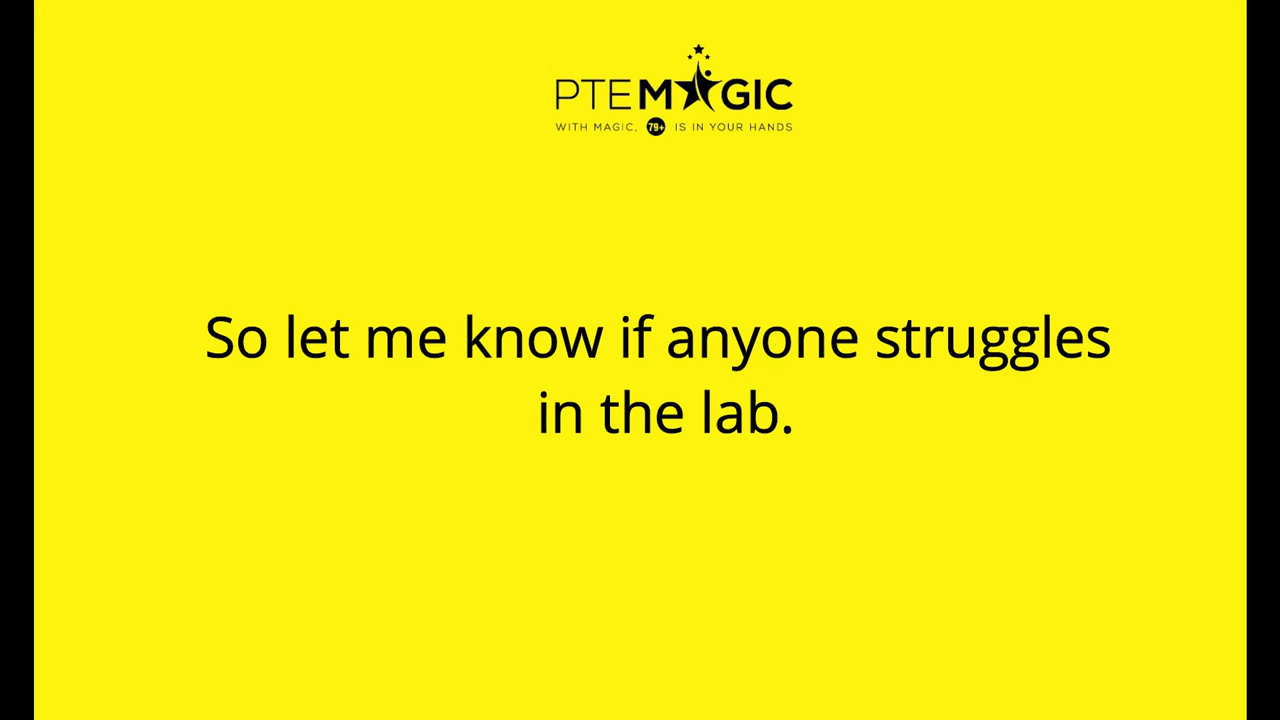 PTEMAGIC
WITH MAGIC, 79+ IS IN YOUR HANDS
So let me know if anyone struggles
in the lab.